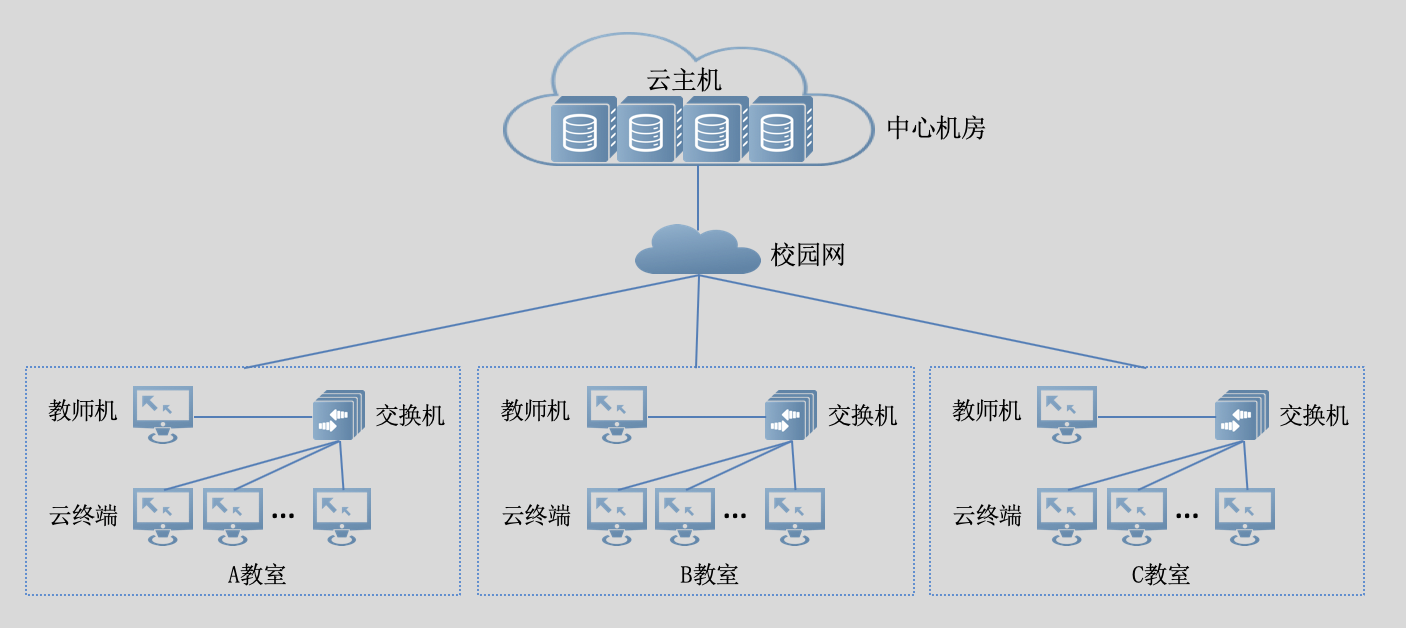 云主机
中心机房
校园网
教师机
交换机
云终端
...
A教室
教师机
交换机
云终端
...
B教室
教师机
交换机
云终端
...
C教室